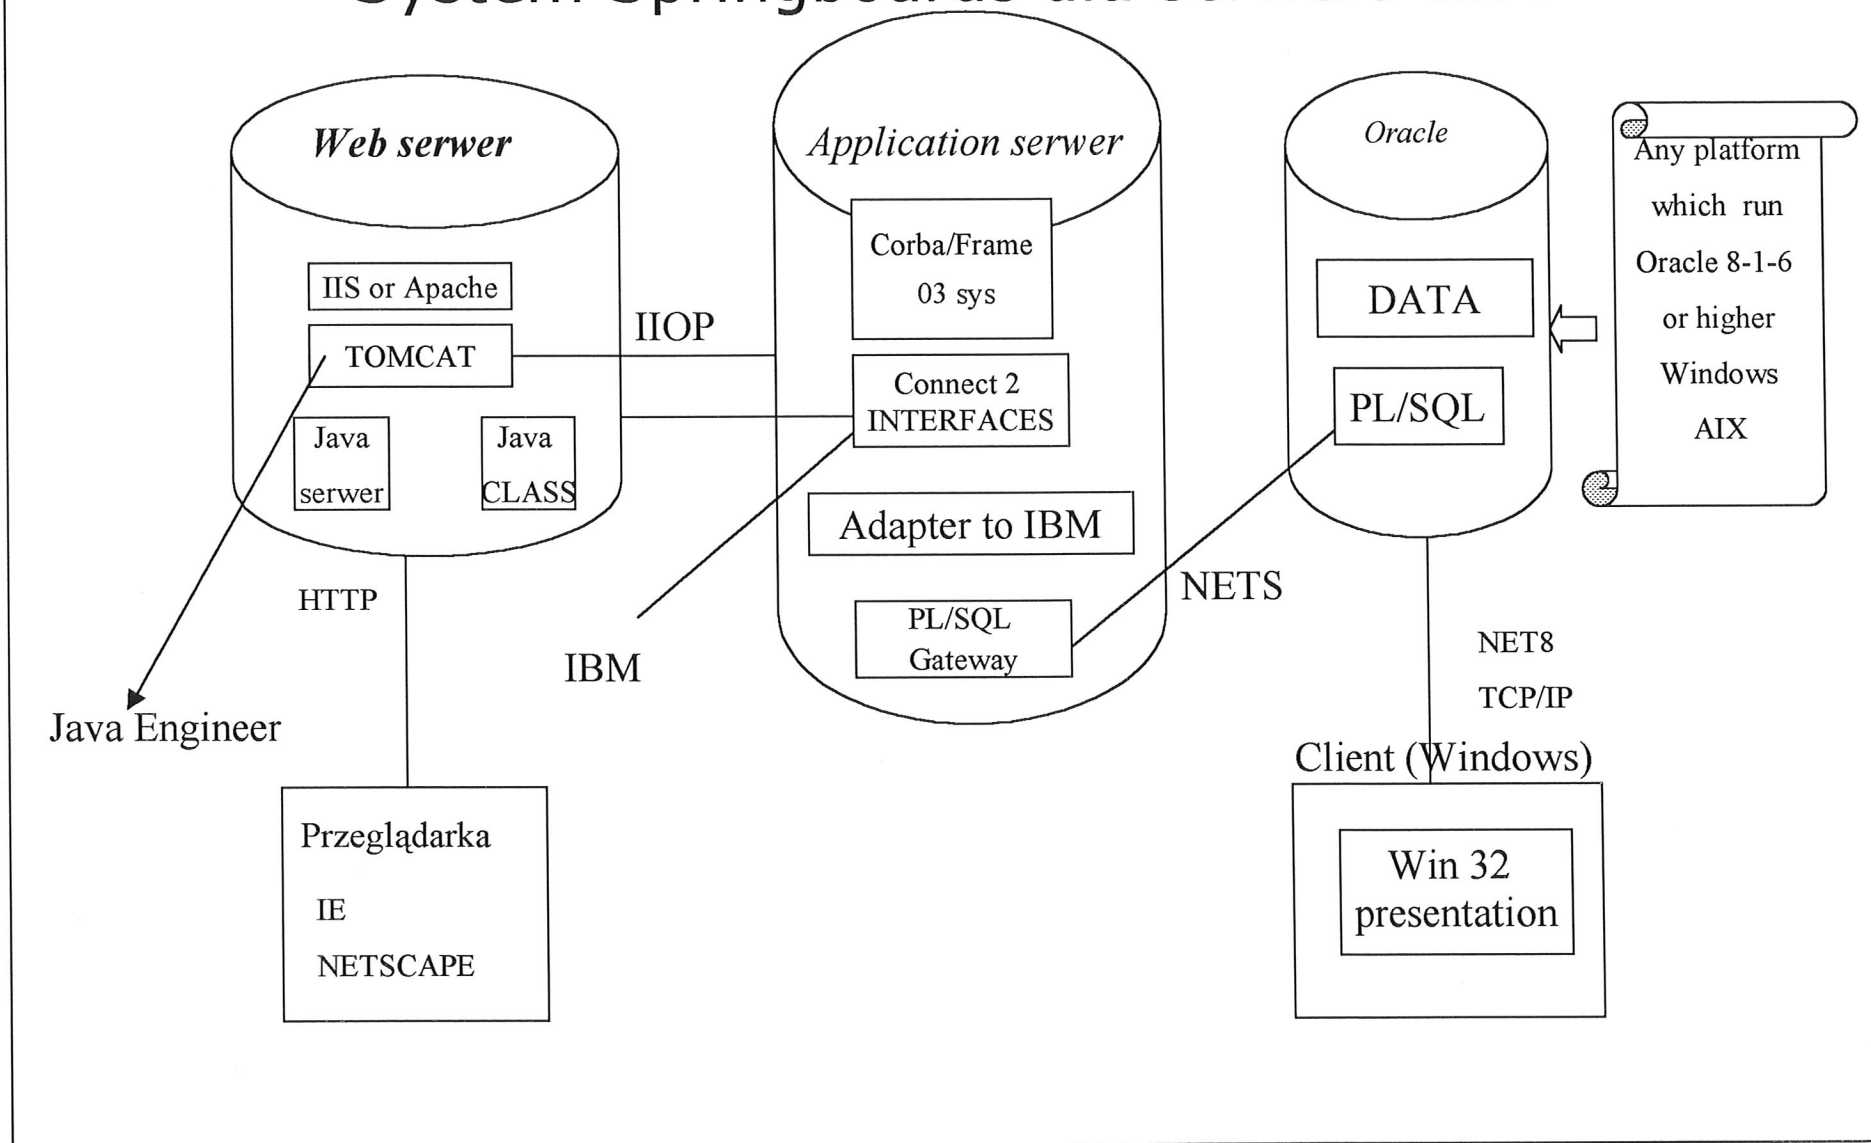 System Springboards dla
Web serwer
IIS or Apache
TOMCAT
Java
serwer
Java
CLASS
IIOP
Application serwer
Corba/Frame
03 sys
Connect 2
INTERFACES
Adapter to IBM
PL/SQL
Gateway
Oracle
DATA
PL/SQL
Any platform
which run
Oracle 8-1-6
or higher
Windows
AIX
HTTP
IBM
NETS
NET8
TCP/IP
Java Engineer
Client (Windows)
Przeglądarka
IE
NETSCAPE
Win 32
presentation